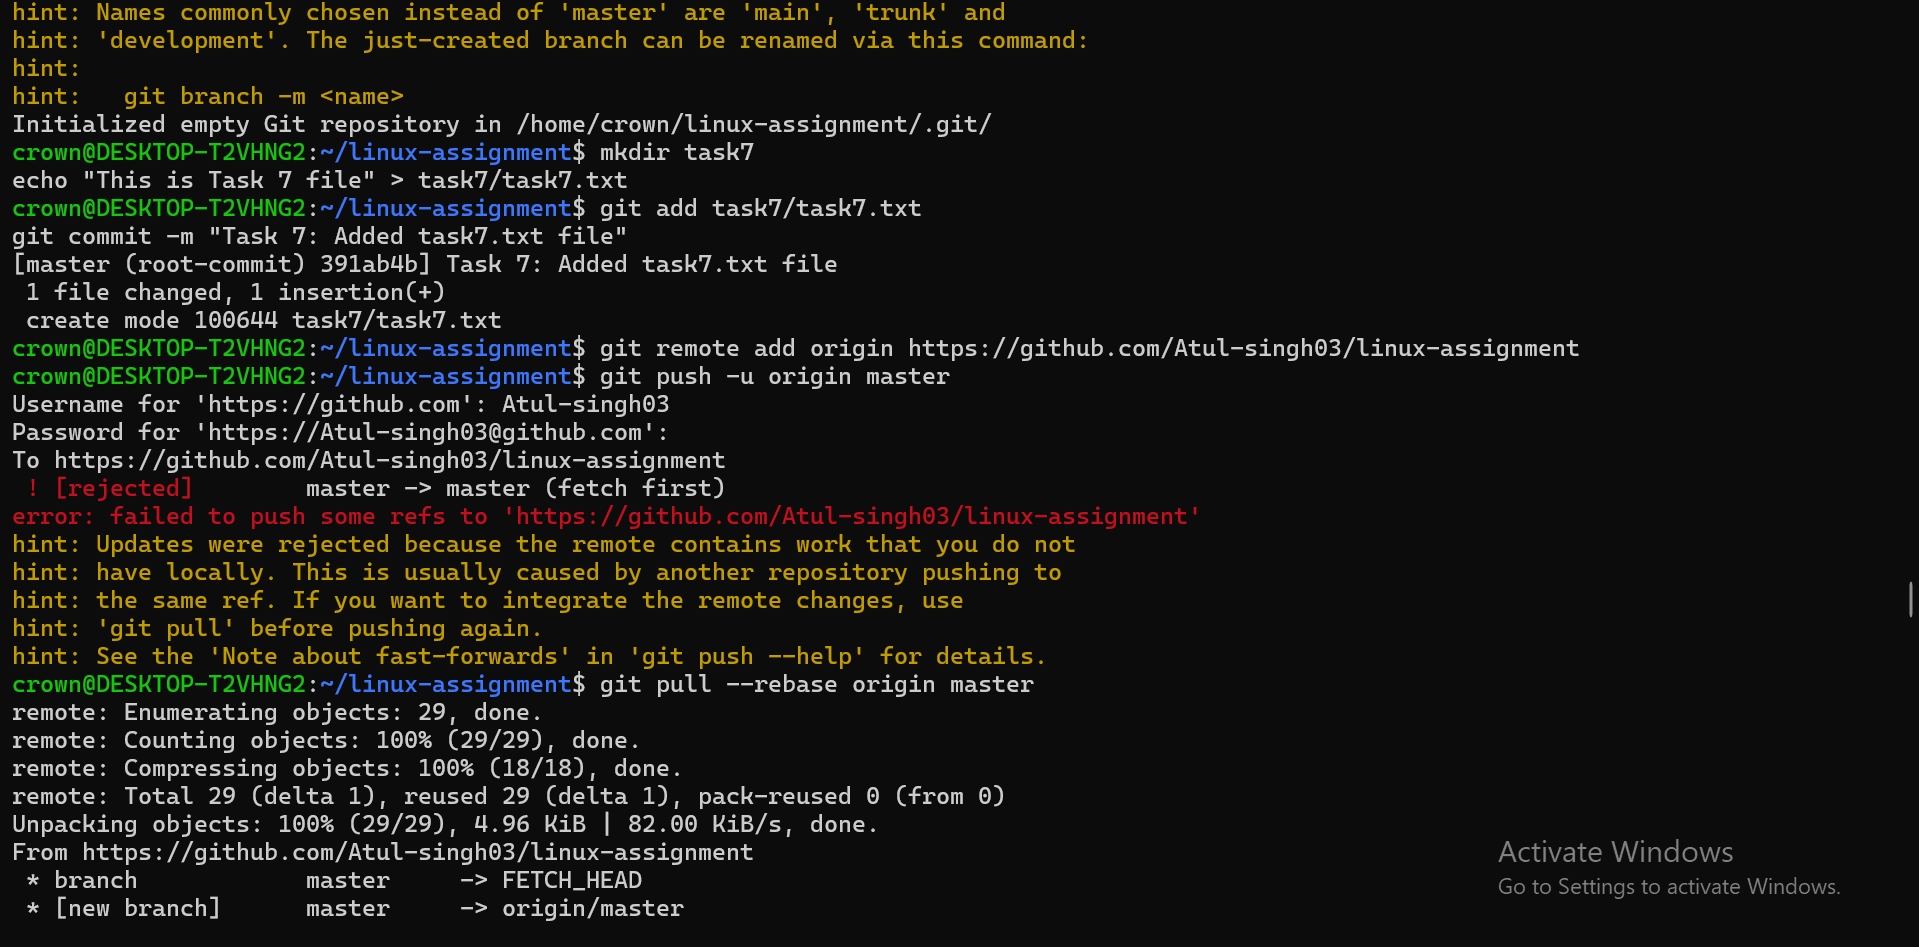 hint: Names commonly chosen instead of 'master' are 'main', 'trunk' and
hint: 'development'. The just-created branch can be renamed via this command:
hint:
hint:   git branch -m <name>
Initialized empty Git repository in /home/crown/linux-assignment/.git/
crown@DESKTOP-T2VHNG2:~/linux-assignment$ mkdir task7
echo "This is Task 7 file" > task7/task7.txt
crown@DESKTOP-T2VHNG2:~/linux-assignment$ git add task7/task7.txt
git commit -m "Task 7: Added task7.txt file"
[master (root-commit) 391ab4b] Task 7: Added task7.txt file
 1 file changed, 1 insertion(+)
 create mode 100644 task7/task7.txt
crown@DESKTOP-T2VHNG2:~/linux-assignment$ git remote add origin https://github.com/Atul-singh03/linux-assignment
crown@DESKTOP-T2VHNG2:~/linux-assignment$ git push -u origin master
Username for 'https://github.com': Atul-singh03
Password for 'https://Atul-singh03@github.com':
To https://github.com/Atul-singh03/linux-assignment
 ! [rejected]        master -> master (fetch first)
error: failed to push some refs to 'https://github.com/Atul-singh03/linux-assignment'
hint: Updates were rejected because the remote contains work that you do not
hint: have locally. This is usually caused by another repository pushing to
hint: the same ref. If you want to integrate the remote changes, use
hint: 'git pull' before pushing again.
hint: See the 'Note about fast-forwards' in 'git push --help' for details.
crown@DESKTOP-T2VHNG2:~/linux-assignment$ git pull --rebase origin master
remote: Enumerating objects: 29, done.
remote: Counting objects: 100% (29/29), done.
remote: Compressing objects: 100% (18/18), done.
remote: Total 29 (delta 1), reused 29 (delta 1), pack-reused 0 (from 0)
Unpacking objects: 100% (29/29), 4.96 KiB | 82.00 KiB/s, done.
From https://github.com/Atul-singh03/linux-assignment
 * branch            master     -> FETCH_HEAD
 * [new branch]      master     -> origin/master
Activate Windows
Go to Settings to activate Windows.